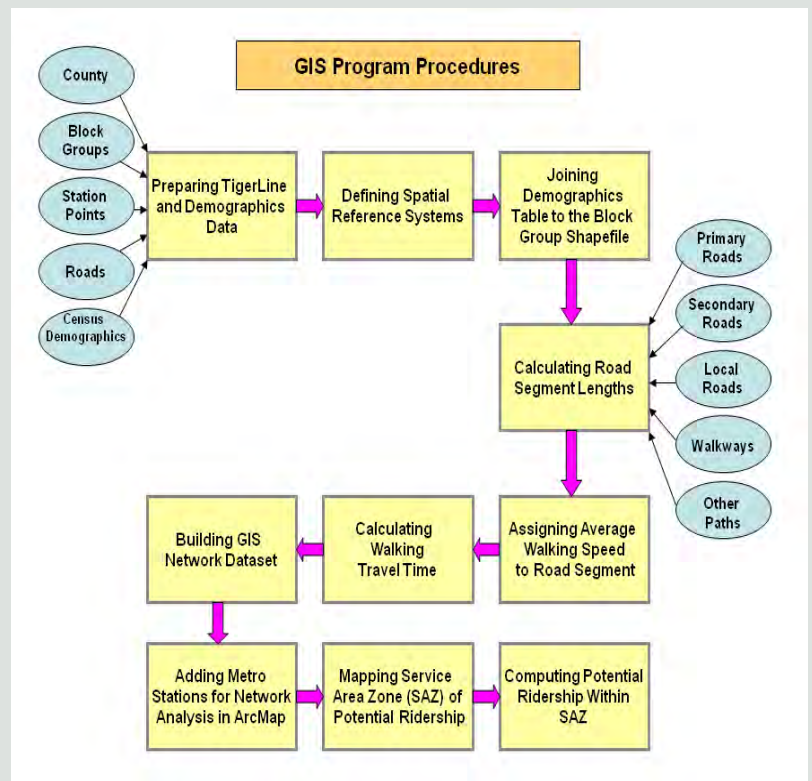 GIS Program Procedures
County
Block
Groups
Station
Points
Roads
Census
Demographics
Preparing TigerLine
and Demographics
Data
Defining Spatial
Reference Systems
Joining
Demographics
Table to the Block
Group Shapefile
Primary
Roads
Secondary
Roads
Local
Roads
Walkways
Other
Paths
Calculating Road
Segment Lengths
Assigning Average
Walking Speed
to Road Segment
Calculating
Walking
Travel Time
Building GIS
Network Dataset
Adding Metro
Stations for Network
Analysis in ArcMap
Mapping Service
Area Zone (SAZ) of
Potential Ridership
Computing Potential
Ridership Within
SAZ